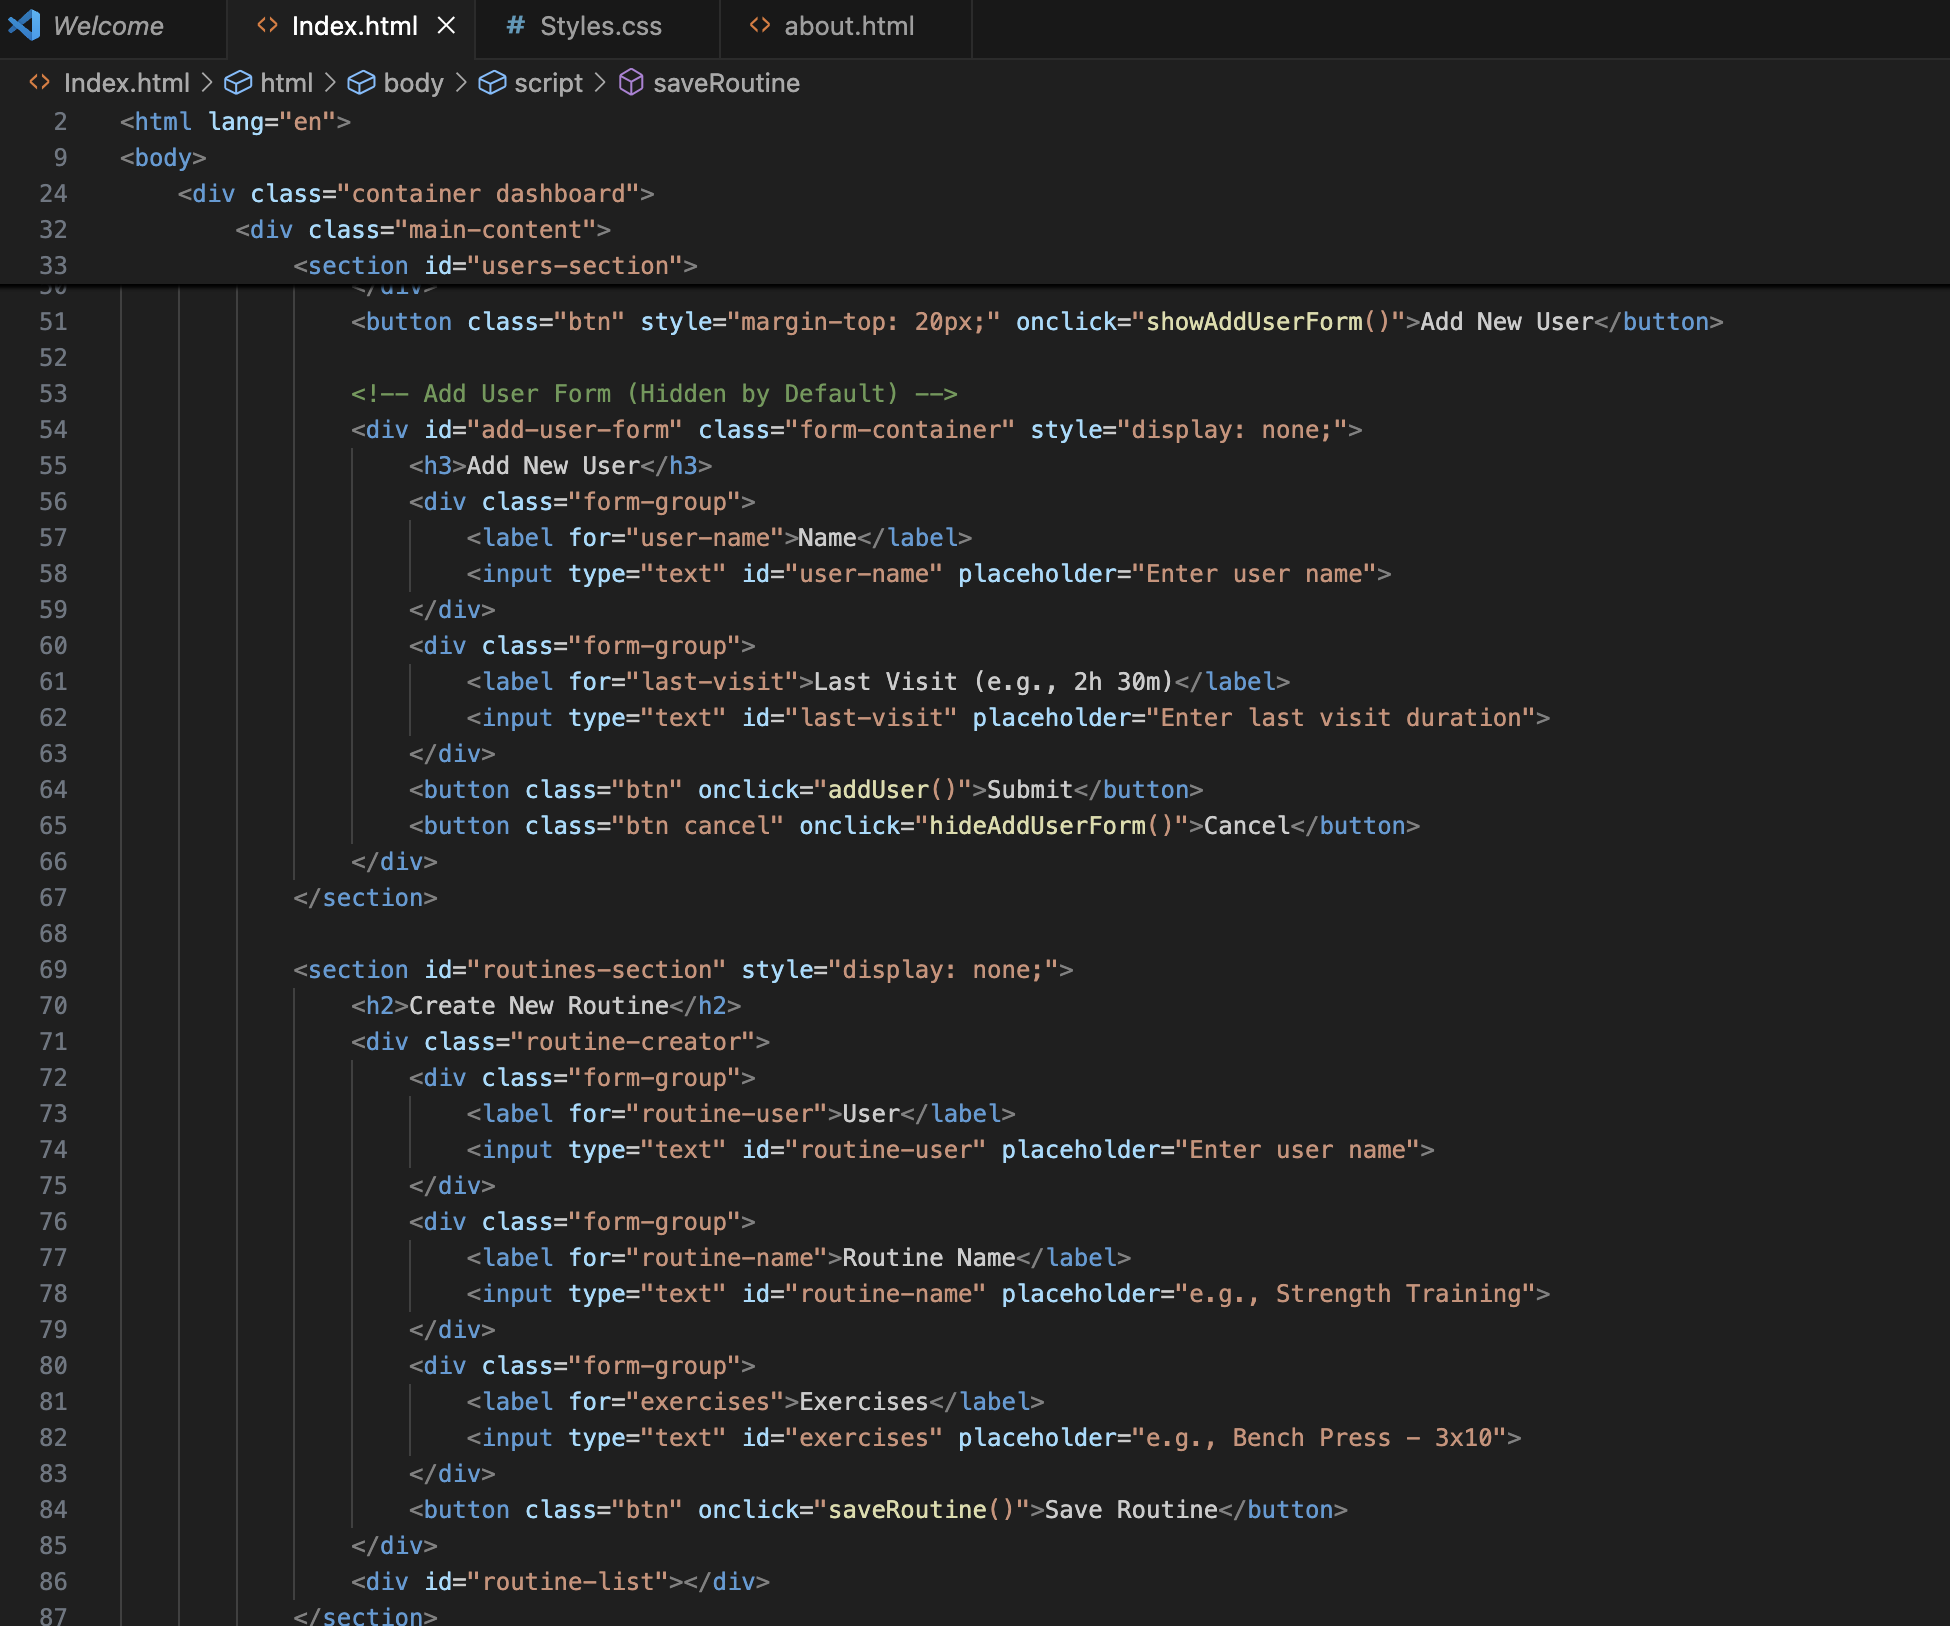 Welcome
Index.html
# Styles.css
about.html
Index.html > html > body > script > saveRoutine
2 <html lang="en">
9 <body>
24 <div class="container dashboard">
32 <div class="main-content">
33 <section id="users-section">
50 </div>
51 <button class="btn" style="margin-top: 20px;" onclick="showAddUserForm()">Add New User</button>
52
53 <!-- Add User Form (Hidden by Default) -->
54 <div id="add-user-form" class="form-container" style="display: none;">
55 <h3>Add New User</h3>
56 <div class="form-group">
57 <label for="user-name">Name</label>
58 <input type="text" id="user-name" placeholder="Enter user name">
59 </div>
60 <div class="form-group">
61 <label for="last-visit">Last Visit (e.g., 2h 30m)</label>
62 <input type="text" id="last-visit" placeholder="Enter last visit duration">
63 </div>
64 <button class="btn" onclick="addUser()">Submit</button>
65 <button class="btn cancel" onclick="hideAddUserForm()">Cancel</button>
66 </div>
67 </section>
68
69 <section id="routines-section" style="display: none;">
70 <h2>Create New Routine</h2>
71 <div class="routine-creator">
72 <div class="form-group">
73 <label for="routine-user">User</label>
74 <input type="text" id="routine-user" placeholder="Enter user name">
75 </div>
76 <div class="form-group">
77 <label for="routine-name">Routine Name</label>
78 <input type="text" id="routine-name" placeholder="e.g., Strength Training">
79 </div>
80 <div class="form-group">
81 <label for="exercises">Exercises</label>
82 <input type="text" id="exercises" placeholder="e.g., Bench Press - 3x10">
83 </div>
84 <button class="btn" onclick="saveRoutine()">Save Routine</button>
85 </div>
86 <div id="routine-list"></div>
87 </section>